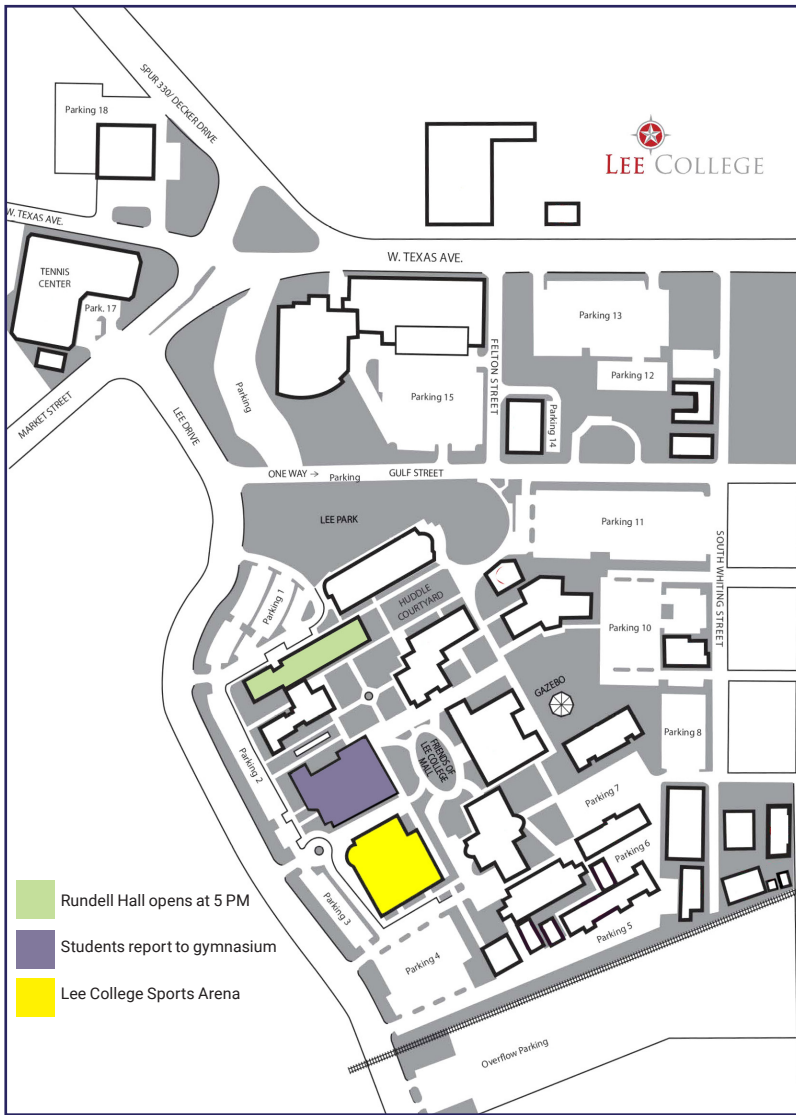 Parking 18
SPUR 330/ DECKER DRIVE
LEE COLLEGE
W. TEXAS AVE.
W. TEXAS AVE.
TENNIS
CENTER
Park. 17
Parking 13
FELTON STREET
Parking 12
Parking
Parking 15
Parking 14
MARKET STREET
LEE DRIVE
ONE WAY →
Parking
GULF STREET
LEE PARK
Parking 11
SOUTH WHITING STREET
Parking 1
HUDDLE
COURTYARD
Parking 10
GAZEBO
Parking 8
Parking 2
FRIENDS OF
LEE COLLEGE
MALL
Parking 7
Parking 6
Parking 3
Parking 5
Parking 4
Overflow Parking
Rundell Hall opens at 5 PM
Students report to gymnasium
Lee College Sports Arena